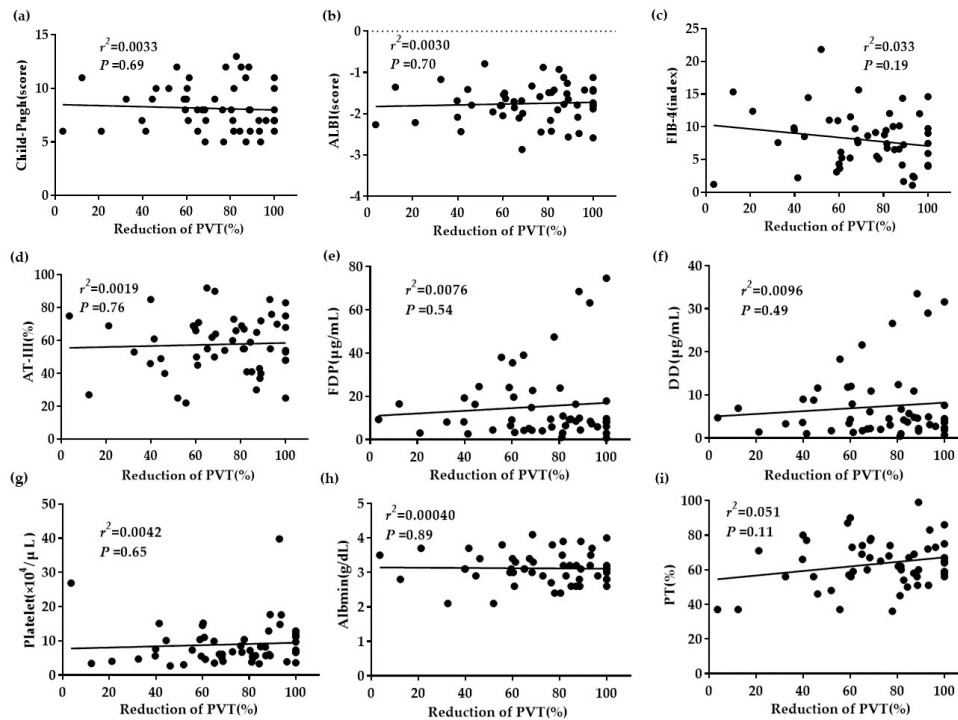 (a)
r²=0.0033
P =0.69
Child-Pugh(score)
15
10
5
0
0 20 40 60 80 100
Reduction of PVT(%)
(b)
r²=0.0030
P =0.70
ALBI(score)
0
-1
-2
-3
-4
0 20 40 60 80 100
Reduction of PVT(%)
(c)
r²=0.033
P =0.19
FIB-4(index)
25
20
15
10
5
0
0 20 40 60 80 100
Reduction of PVT(%)
(d)
r²=0.0019
P =0.76
AT-III(%)
100
80
60
40
20
0
0 20 40 60 80 100
Reduction of PVT(%)
(e)
r²=0.0076
P =0.54
FDP(µg/mL)
80
60
40
20
0
0 20 40 60 80 100
Reduction of PVT(%)
(f)
r²=0.0096
P =0.49
DD(µg/mL)
40
30
20
10
0
0 20 40 60 80 100
Reduction of PVT(%)
(g)
r²=0.0042
P =0.65
Platelet(×10⁴/µ L)
50
40
30
20
10
0
0 20 40 60 80 100
Reduction of PVT(%)
(h)
r²=0.00040
P =0.89
Albmin(g/dL)
5
4
3
2
1
0
0 20 40 60 80 100
Reduction of PVT(%)
(i)
r²=0.051
P =0.11
PT(%)
100
80
60
40
20
0
0 20 40 60 80 100
Reduction of PVT(%)